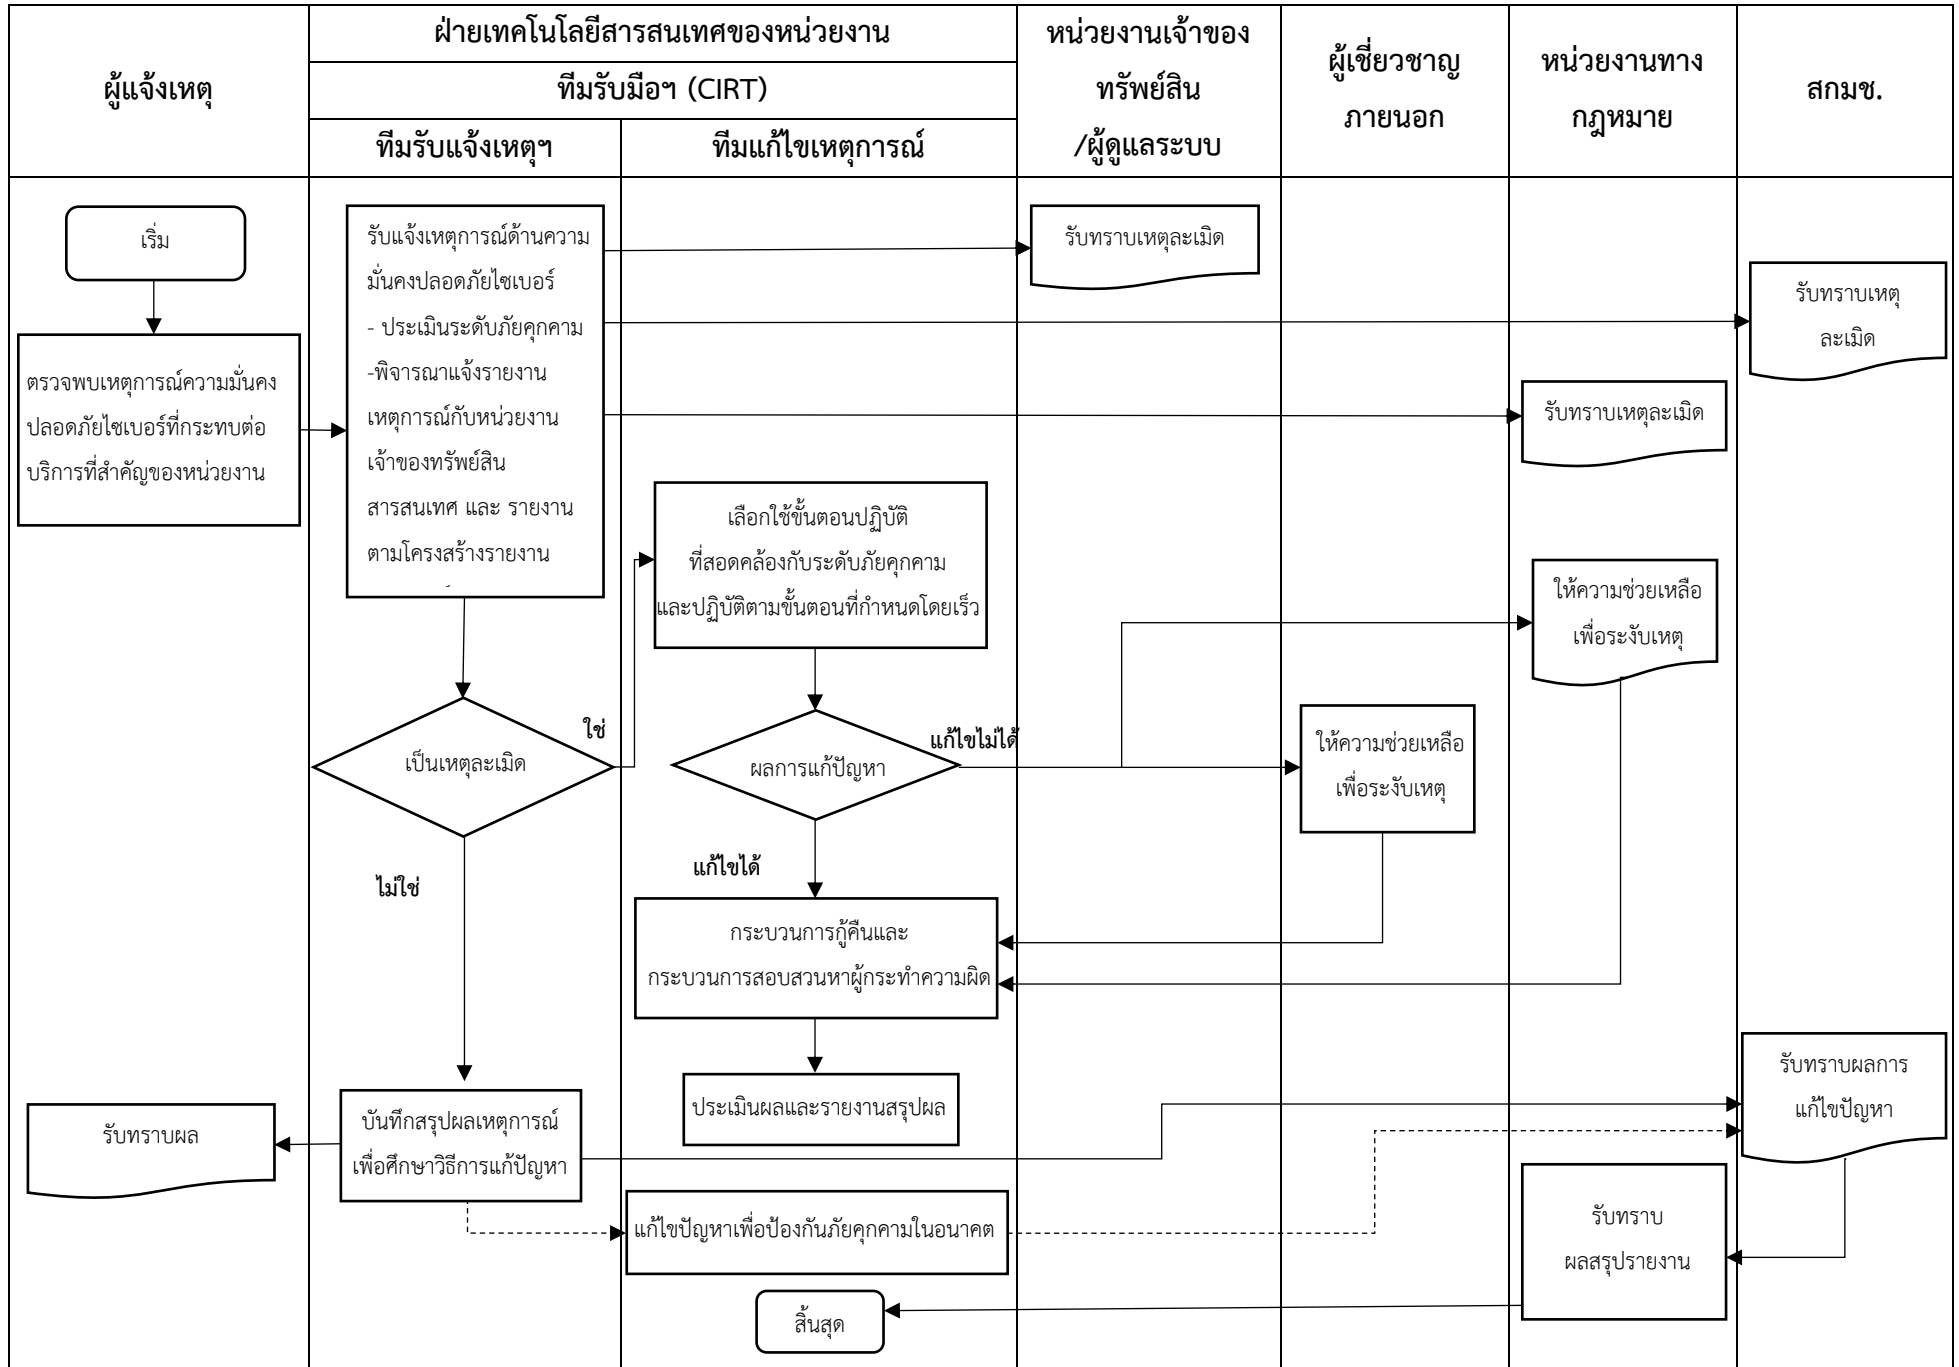 ผู้แจ้งเหตุ
ฝ่ายเทคโนโลยีสารสนเทศของหน่วยงาน
ทีมรับมือฯ (CIRT)
ทีมรับแจ้งเหตุฯ
ทีมแก้ไขเหตุการณ์
หน่วยงานเจ้าของ
ทรัพย์สิน
/ผู้ดูแลระบบ
ผู้เชี่ยวชาญ
ภายนอก
หน่วยงานทาง
กฎหมาย
สกมช.
เริ่ม
ตรวจพบเหตุการณ์ความมั่นคง
ปลอดภัยไซเบอร์ที่กระทบต่อ
บริการที่สำคัญของหน่วยงาน
รับแจ้งเหตุการณ์ด้านความ
มั่นคงปลอดภัยไซเบอร์
- ประเมินระดับภัยคุกคาม
-พิจารณาแจ้งรายงาน
เหตุการณ์กับหน่วยงาน
เจ้าของทรัพย์สิน
สารสนเทศ และ รายงาน
ตามโครงสร้างรายงาน
รับทราบเหตุละเมิด
รับทราบเหตุ
ละเมิด
รับทราบเหตุละเมิด
เลือกใช้ขั้นตอนปฏิบัติ
ที่สอดคล้องกับระดับภัยคุกคาม
และปฏิบัติตามขั้นตอนที่กำหนดโดยเร็ว
ให้ความช่วยเหลือ
เพื่อระงับเหตุ
เป็นเหตุละเมิด
ใช่
ไม่ใช่
ผลการแก้ปัญหา
แก้ไขไม่ได้
แก้ไขได้
ให้ความช่วยเหลือ
เพื่อระงับเหตุ
กระบวนการกู้คืนและ
กระบวนการสอบสวนหาผู้กระทำความผิด
ประเมินผลและรายงานสรุปผล
รับทราบผล
บันทึกสรุปผลเหตุการณ์
เพื่อศึกษาวิธีการแก้ปัญหา
รับทราบผลการ
แก้ไขปัญหา
แก้ไขปัญหาเพื่อป้องกันภัยคุกคามในอนาคต
รับทราบ
ผลสรุปรายงาน
สิ้นสุด